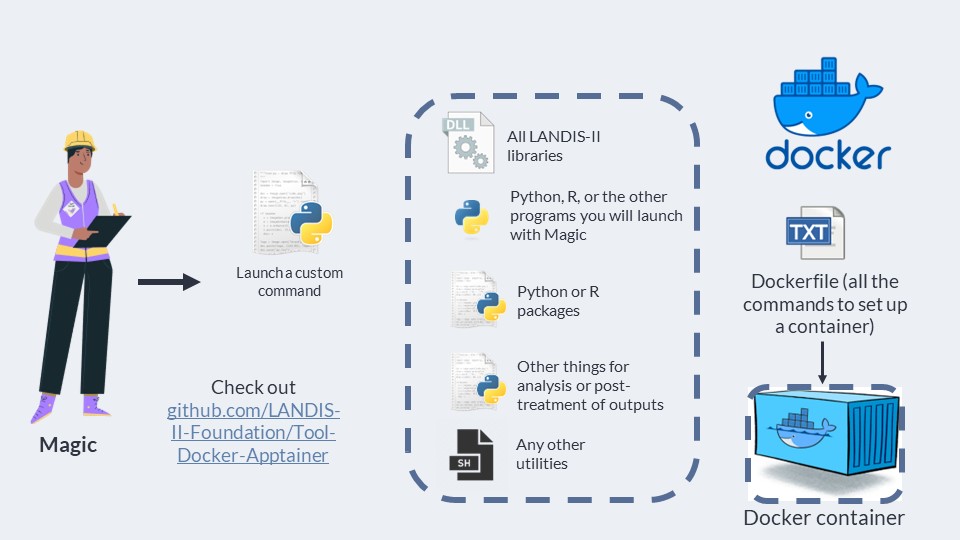 Magic
Launch a custom
command
Check out
github.com/LANDIS-
II-Foundation/Tool-
Docker-Apptainer
DLL
All LANDIS-II
libraries
Python, R, or the other
programs you will launch
with Magic
Python or R
packages
Other things for
analysis or post-
treatment of outputs
SH
Any other
utilities
docker
TXT
Dockerfile (all the
commands to set up
a container)
Docker container